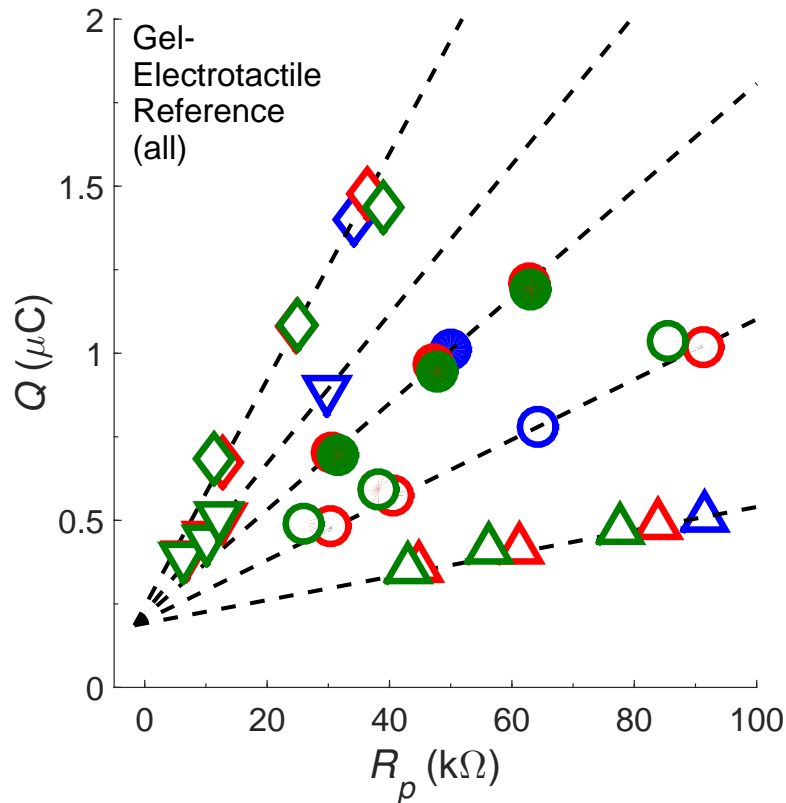 Gel-
Electrotactile
Reference
(all)
2
1.5
1
0.5
0
Q (μC)
0 20 40 60 80 100
R_p (kΩ)